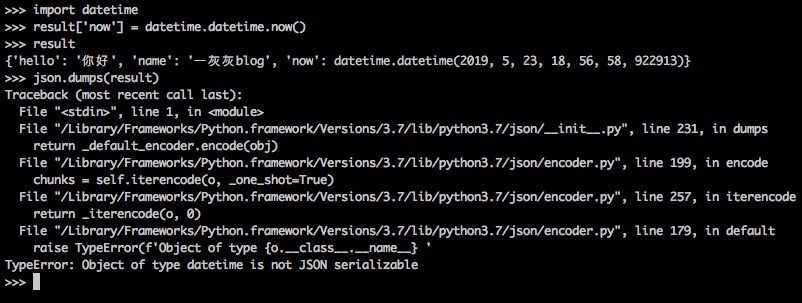 >>> import datetime
>>> result['now'] = datetime.datetime.now()
>>> result
{'hello': '你好', 'name': '一灰灰blog', 'now': datetime.datetime(2019, 5, 23, 18, 56, 58, 922913)}
>>> json.dumps(result)
Traceback (most recent call last):
  File "<stdin>", line 1, in <module>
  File "/Library/Frameworks/Python.framework/Versions/3.7/lib/python3.7/json/__init__.py", line 231, in dumps
    return _default_encoder.encode(obj)
  File "/Library/Frameworks/Python.framework/Versions/3.7/lib/python3.7/json/encoder.py", line 199, in encode
    chunks = self.iterencode(o, _one_shot=True)
  File "/Library/Frameworks/Python.framework/Versions/3.7/lib/python3.7/json/encoder.py", line 257, in iterencode
    return _iterencode(o, 0)
  File "/Library/Frameworks/Python.framework/Versions/3.7/lib/python3.7/json/encoder.py", line 179, in default
    raise TypeError(f'Object of type {o.__class__.__name__} '
TypeError: Object of type datetime is not JSON serializable
>>>